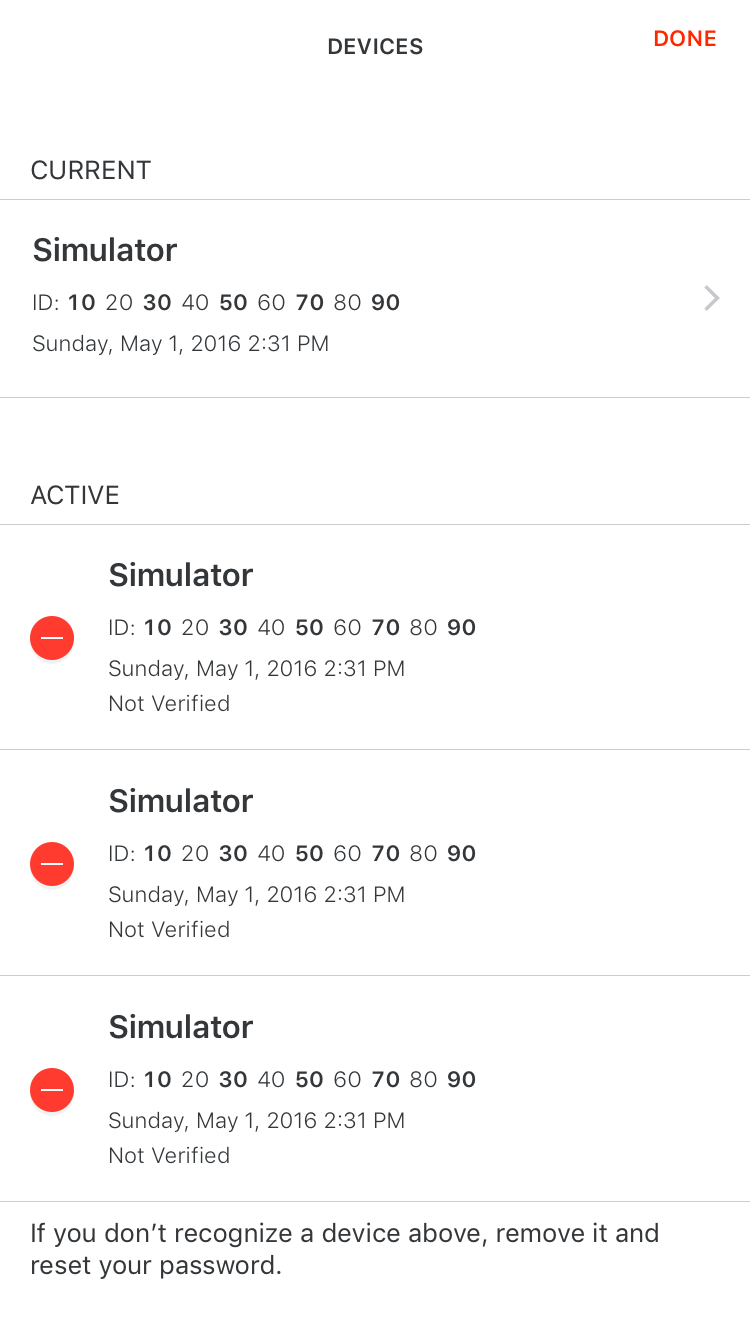 DEVICES
DONE
CURRENT
Simulator
ID: 10 20 30 40 50 60 70 80 90
Sunday, May 1, 2016 2:31 PM
ACTIVE
Simulator
ID: 10 20 30 40 50 60 70 80 90
Sunday, May 1, 2016 2:31 PM
Not Verified
Simulator
ID: 10 20 30 40 50 60 70 80 90
Sunday, May 1, 2016 2:31 PM
Not Verified
Simulator
ID: 10 20 30 40 50 60 70 80 90
Sunday, May 1, 2016 2:31 PM
Not Verified
If you don’t recognize a device above, remove it and
reset your password.